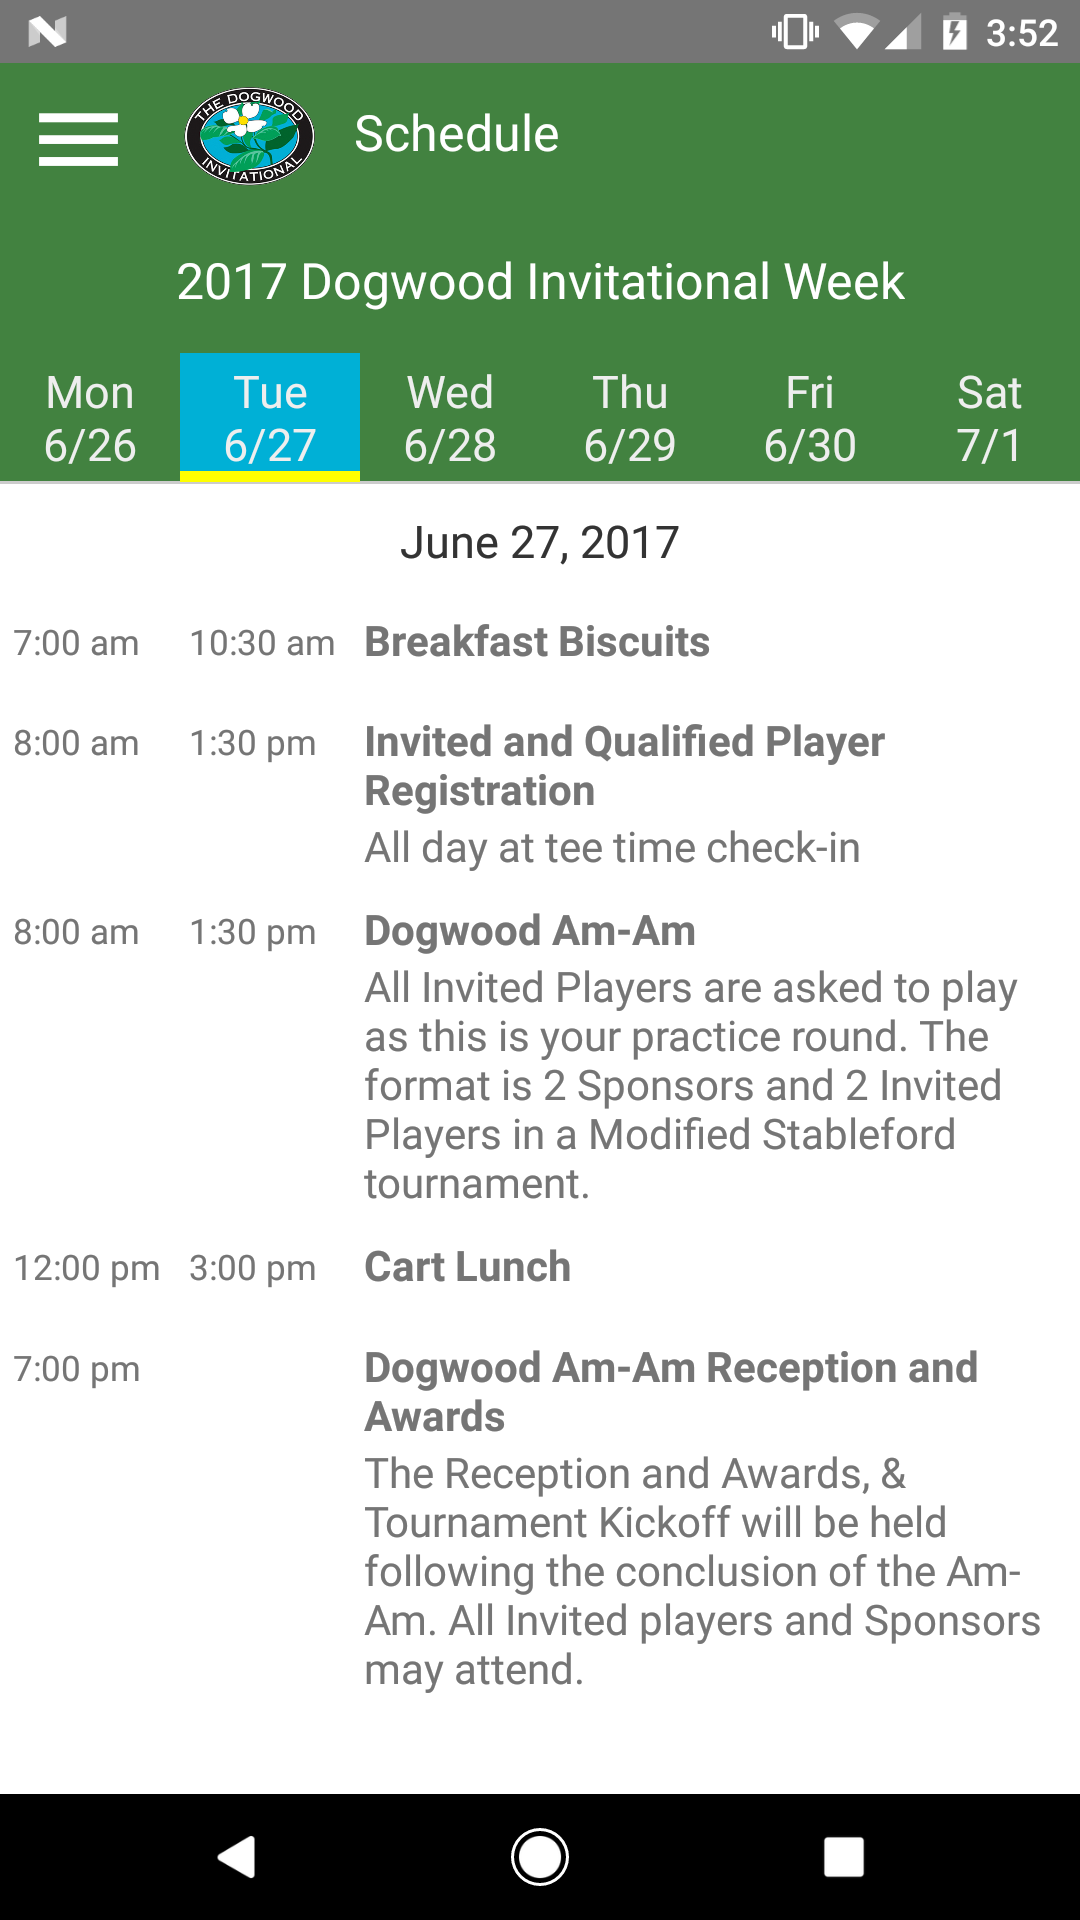 3:52
THE DOGWOOD
INVITATIONAL
Schedule
2017 Dogwood Invitational Week
Mon Tue Wed Thu Fri Sat
6/26 6/27 6/28 6/29 6/30 7/1
June 27, 2017
7:00 am 10:30 am Breakfast Biscuits
8:00 am 1:30 pm Invited and Qualified Player
Registration
All day at tee time check-in
8:00 am 1:30 pm Dogwood Am-Am
All Invited Players are asked to play
as this is your practice round. The
format is 2 Sponsors and 2 Invited
Players in a Modified Stableford
tournament.
12:00 pm 3:00 pm Cart Lunch
7:00 pm Dogwood Am-Am Reception and
Awards
The Reception and Awards, &
Tournament Kickoff will be held
following the conclusion of the Am-
Am. All Invited players and Sponsors
may attend.